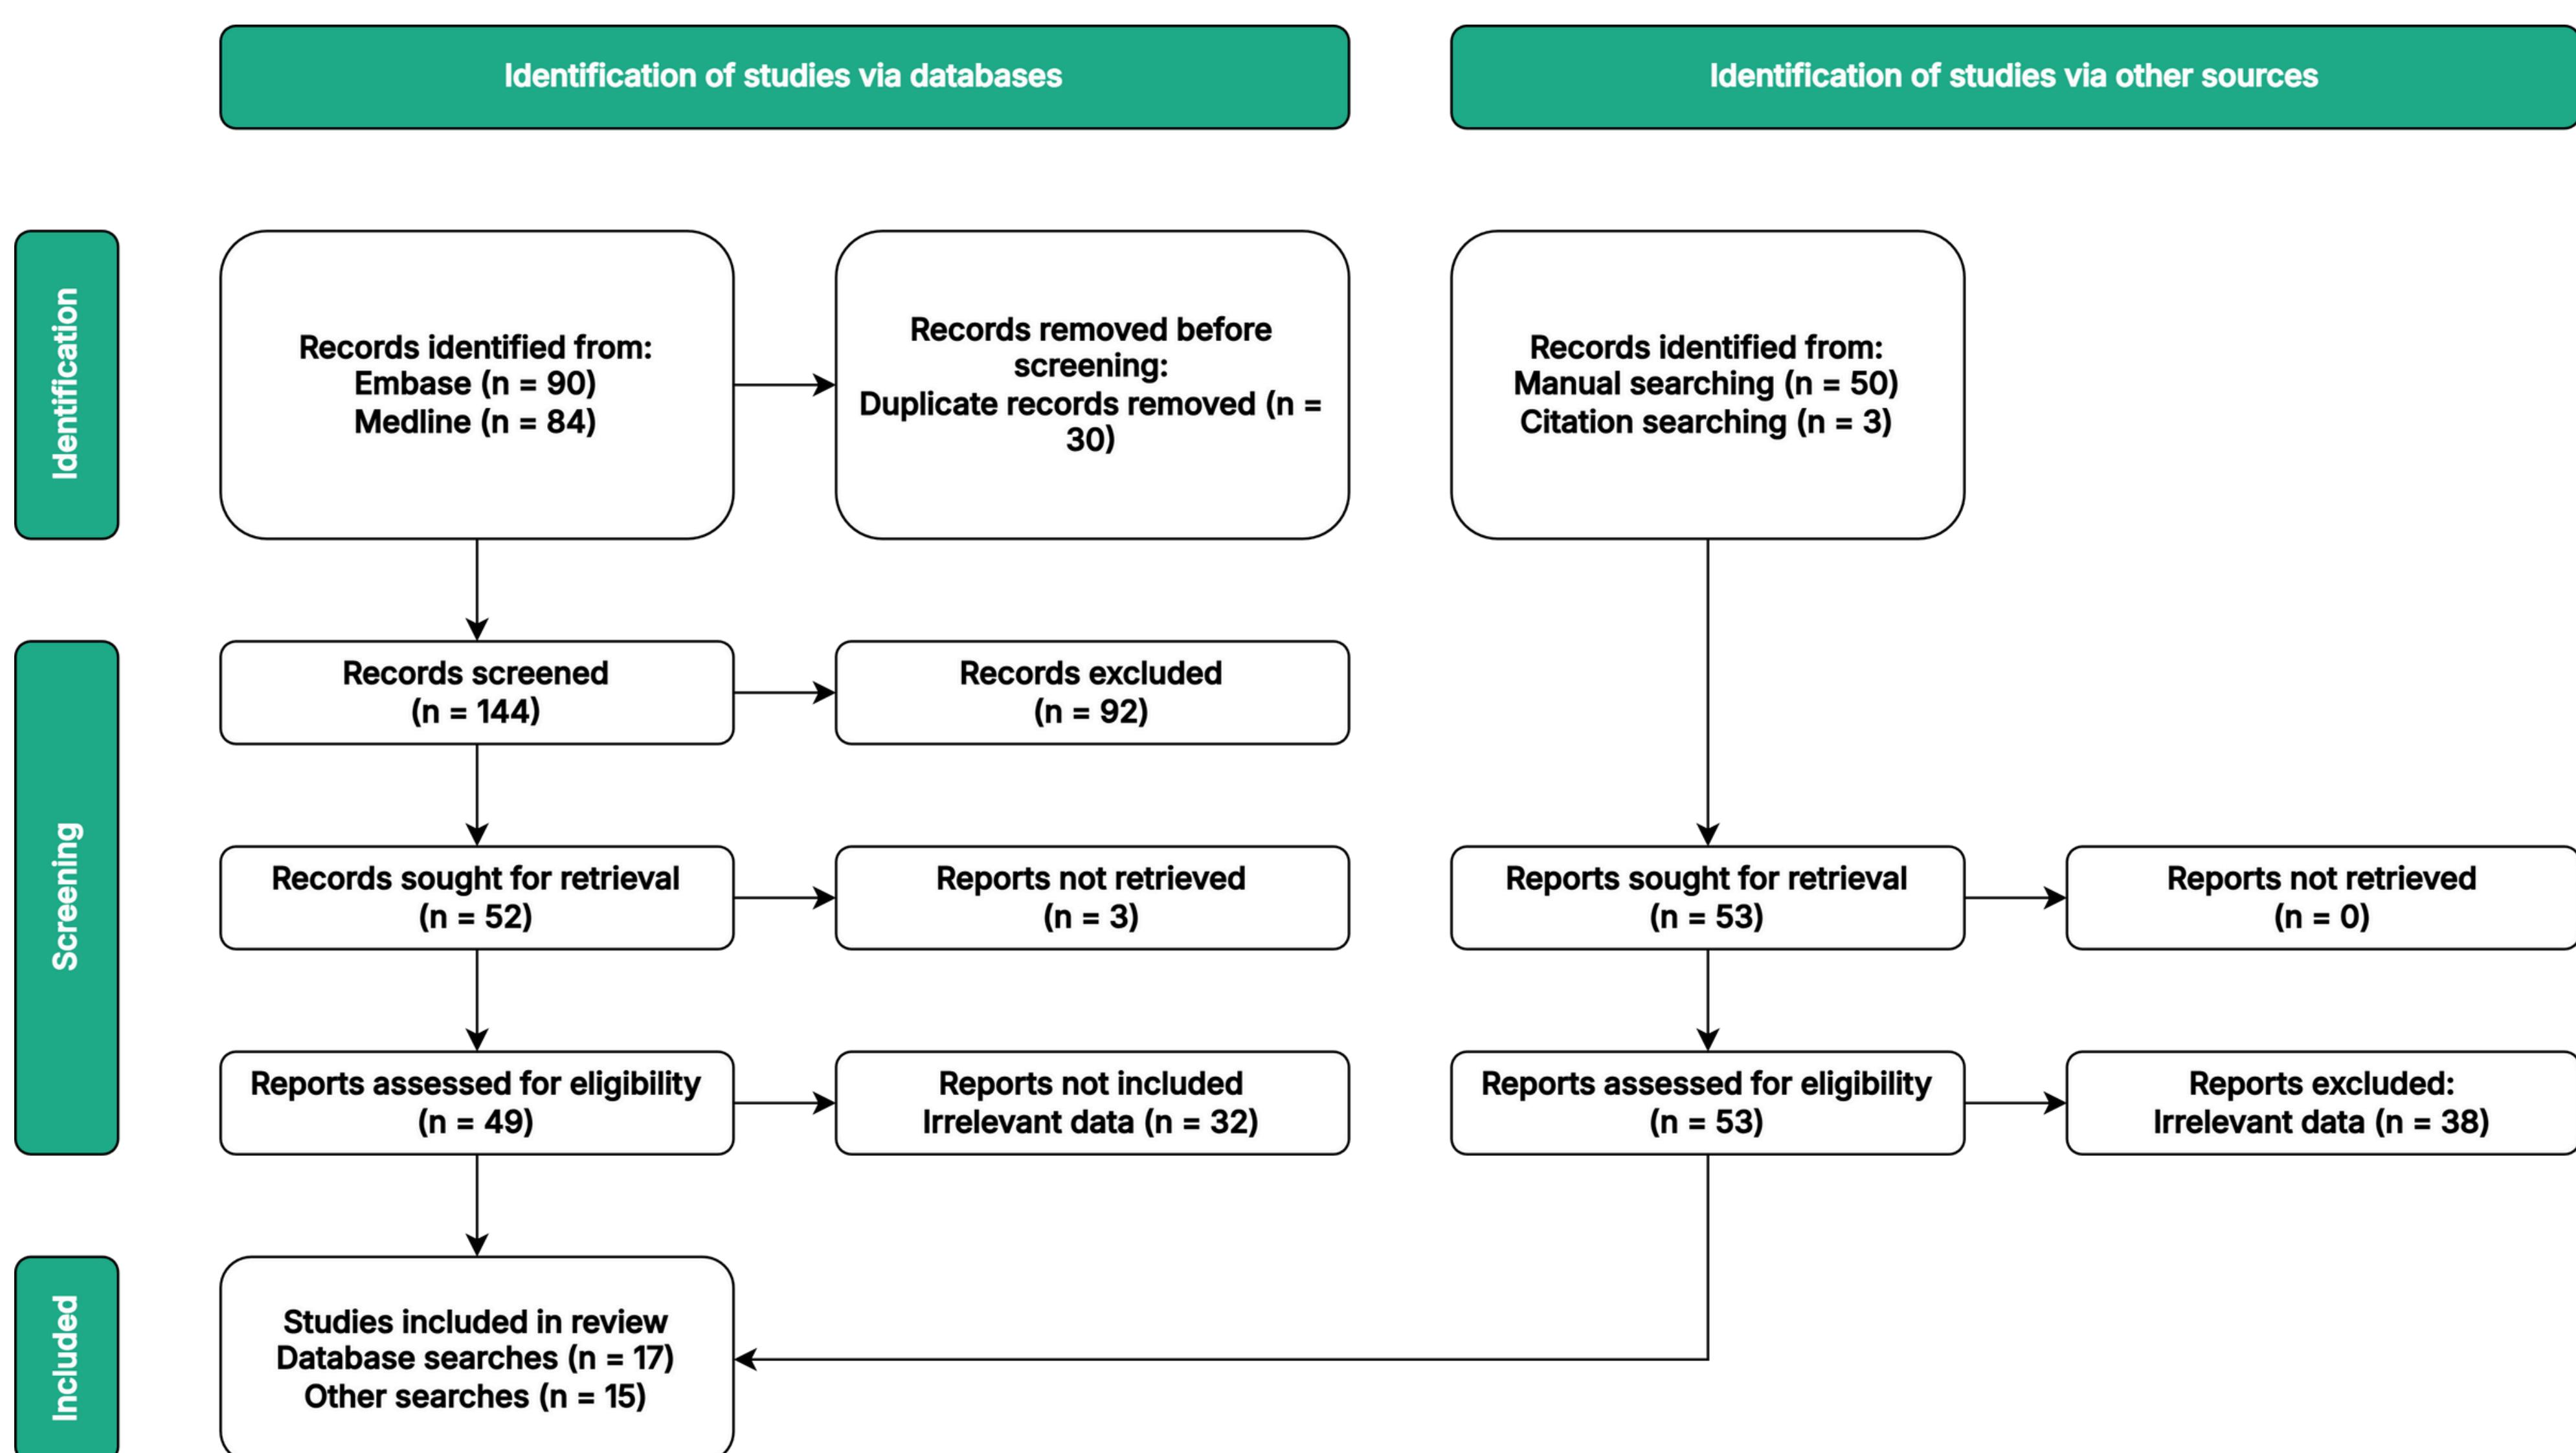 Identification of studies via databases
Identification of studies via other sources
Identification
Records identified from:
Embase (n = 90)
Medline (n = 84)
Records removed before
screening:
Duplicate records removed (n =
30)
Records identified from:
Manual searching (n = 50)
Citation searching (n = 3)
Screening
Records screened
(n = 144)
Records excluded
(n = 92)
Records sought for retrieval
(n = 52)
Reports not retrieved
(n = 3)
Reports sought for retrieval
(n = 53)
Reports not retrieved
(n = 0)
Reports assessed for eligibility
(n = 49)
Reports not included
Irrelevant data (n = 32)
Reports assessed for eligibility
(n = 53)
Reports excluded:
Irrelevant data (n = 38)
Included
Studies included in review
Database searches (n = 17)
Other searches (n = 15)